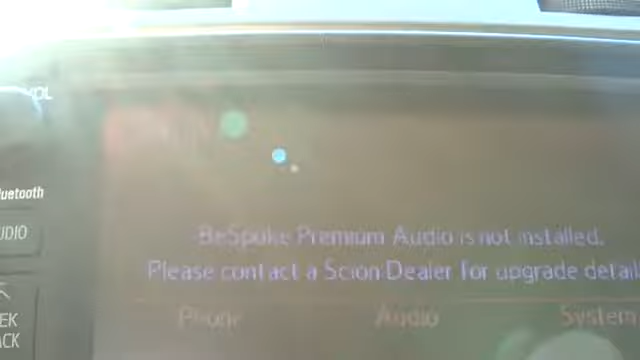 VOL
Bluetooth
AUDIO
BeSpoke Premium Audio is not installed.
Please contact a Scion Dealer for upgrade detail
Phone Audio System
EEK
ACK